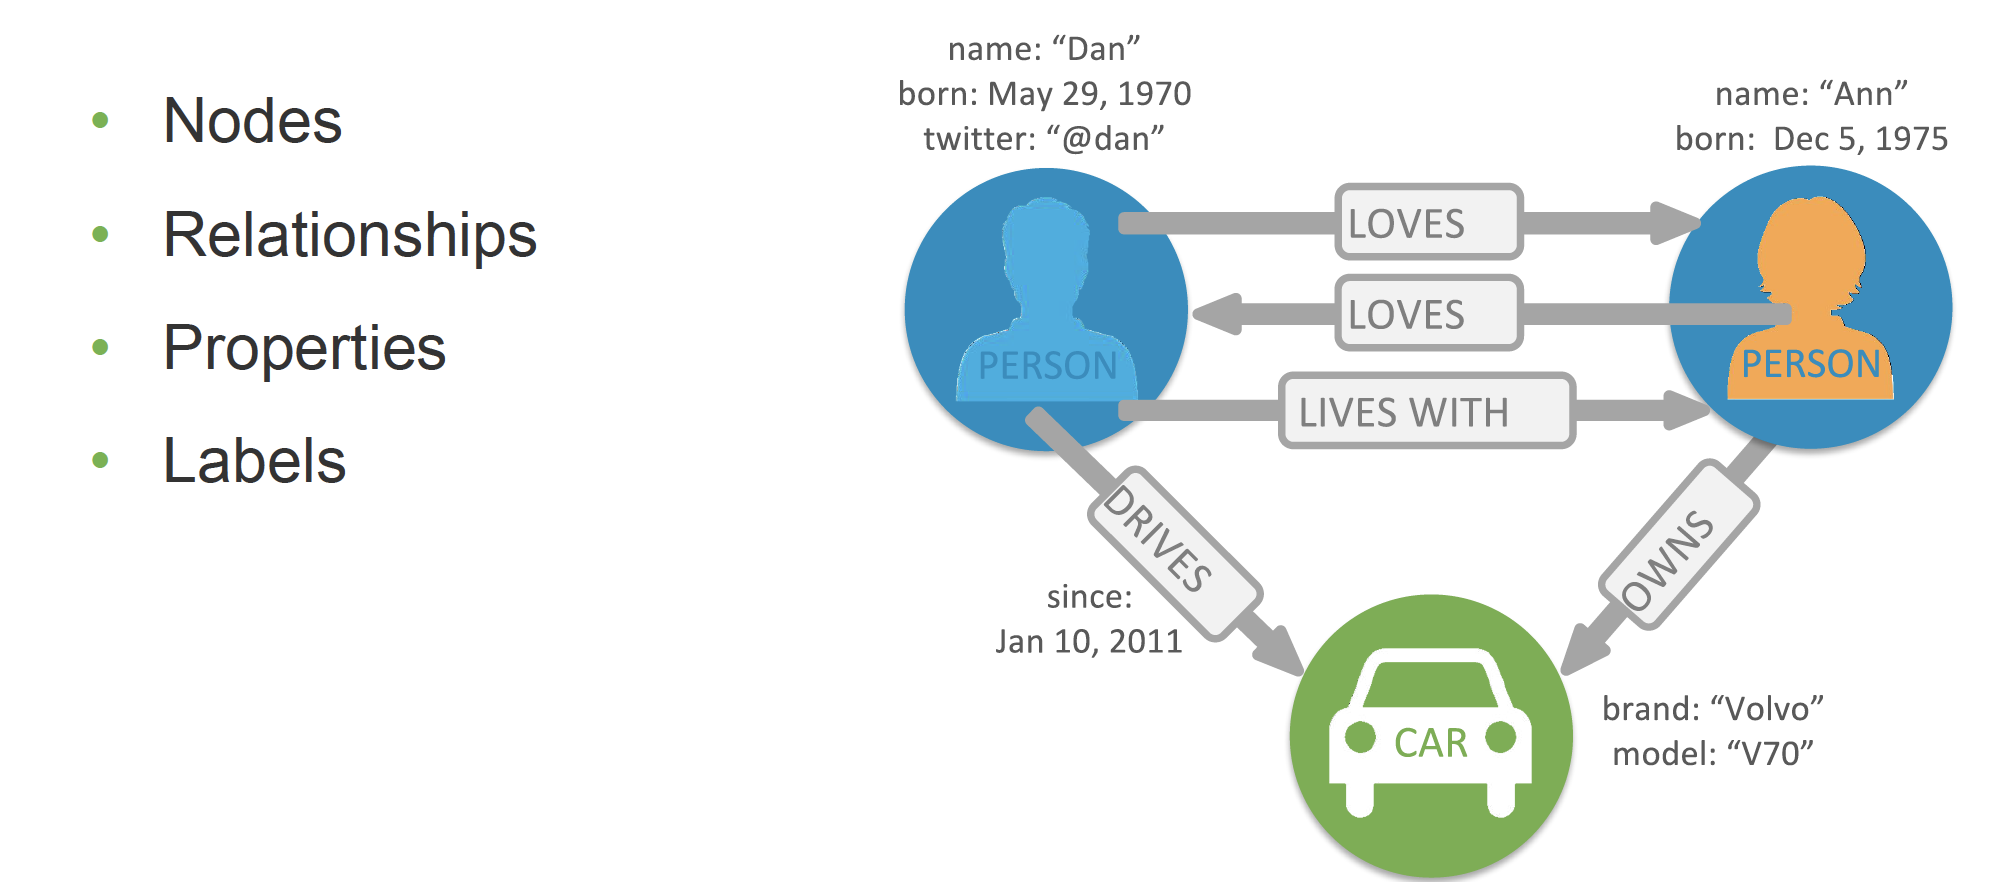 Nodes
Relationships
Properties
Labels
name: “Dan”
born: May 29, 1970
twitter: “@dan”
name: “Ann”
born:  Dec 5, 1975
LOVES
LOVES
PERSON
PERSON
LIVES WITH
DRIVES
OWNS
since:
Jan 10, 2011
CAR
brand: “Volvo”
model: “V70”